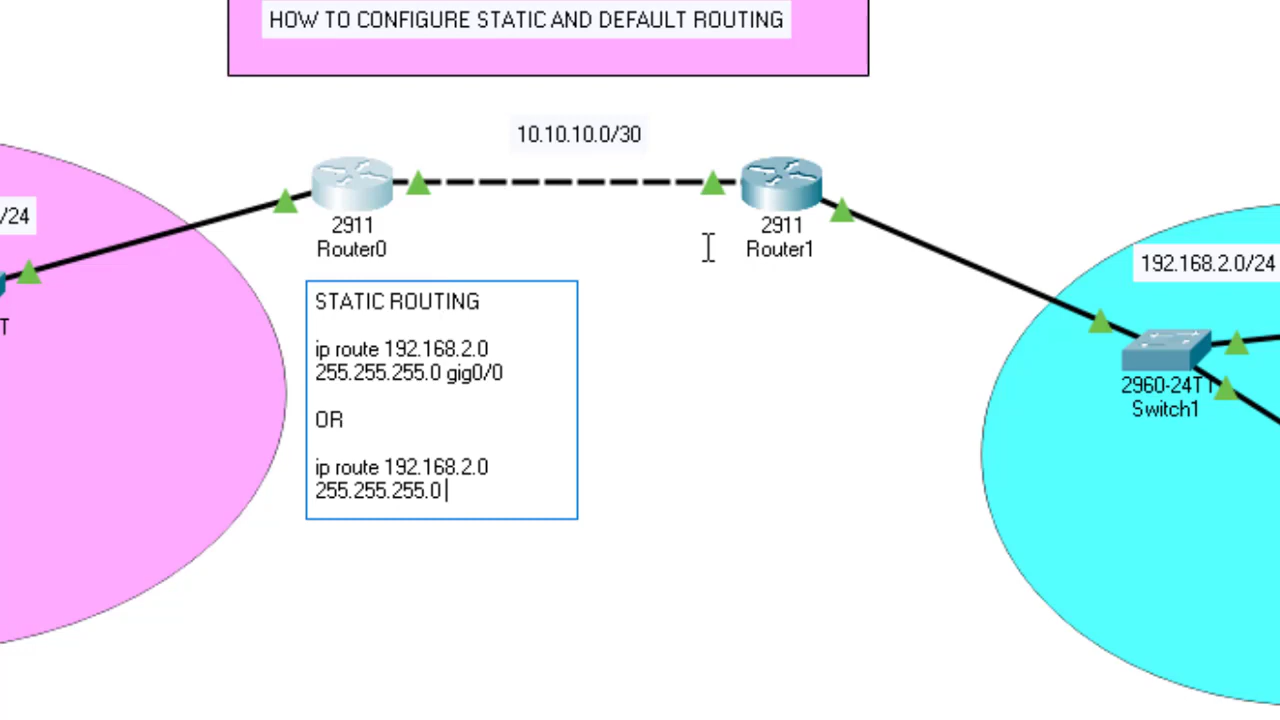 HOW TO CONFIGURE STATIC AND DEFAULT ROUTING
10.10.10.0/30
/24
2911
Router0
2911
Router1
192.168.2.0/24
T
STATIC ROUTING
ip route 192.168.2.0
255.255.255.0 gig0/0
OR
ip route 192.168.2.0
255.255.255.0
2960-24TT
Switch1